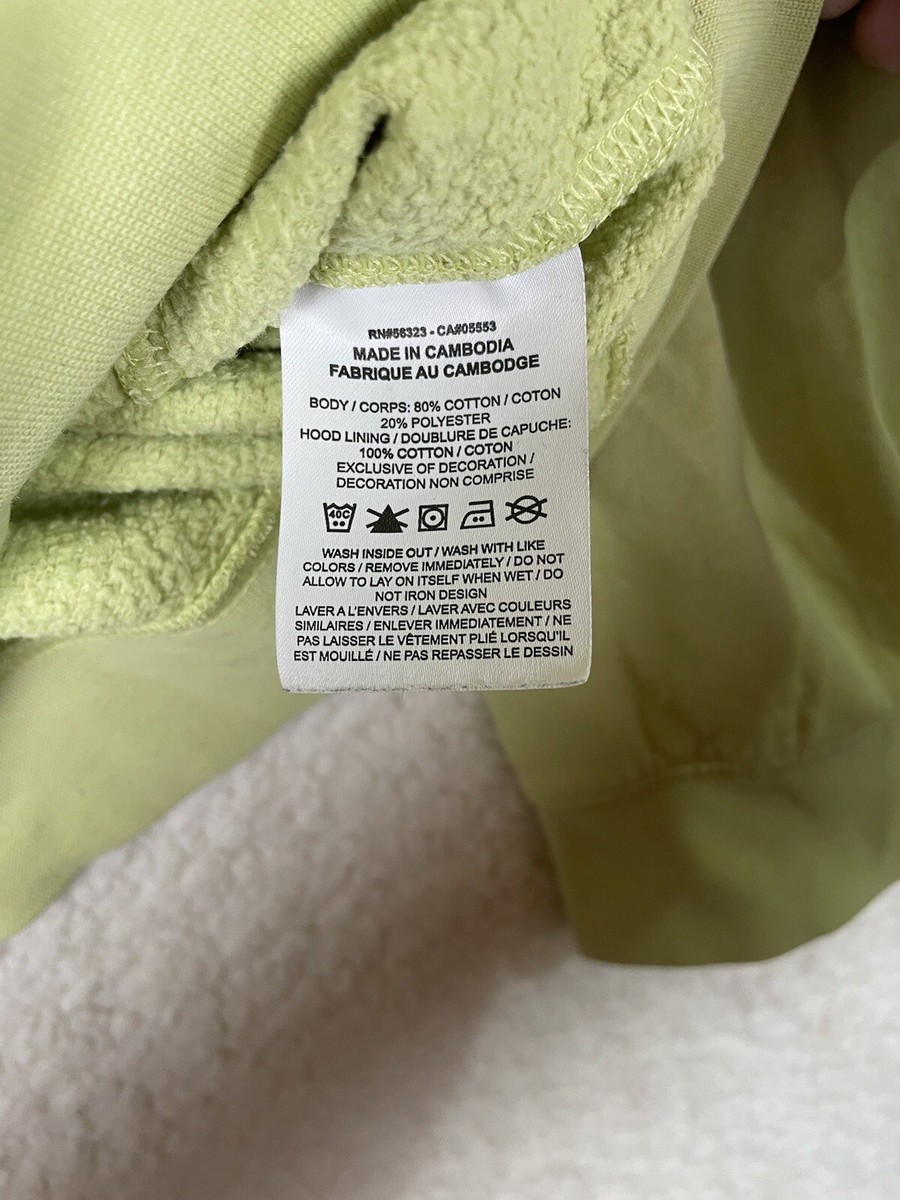 RN#56323 - CA#05553
MADE IN CAMBODIA
FABRIQUE AU CAMBODGE
BODY / CORPS: 80% COTTON / COTON
20% POLYESTER
HOOD LINING / DOUBLURE DE CAPUCHE:
100% COTTON / COTON
EXCLUSIVE OF DECORATION /
DECORATION NON COMPRISE
40C
WASH INSIDE OUT / WASH WITH LIKE
COLORS / REMOVE IMMEDIATELY / DO NOT
ALLOW TO LAY ON ITSELF WHEN WET / DO
NOT IRON DESIGN
LAVER A L'ENVERS / LAVER AVEC COULEURS
SIMILAIRES / ENLEVER IMMEDIATEMENT / NE
PAS LAISSER LE VÊTEMENT PLIÉ LORSQU'IL
EST MOUILLÉ / NE PAS REPASSER LE DESSIN